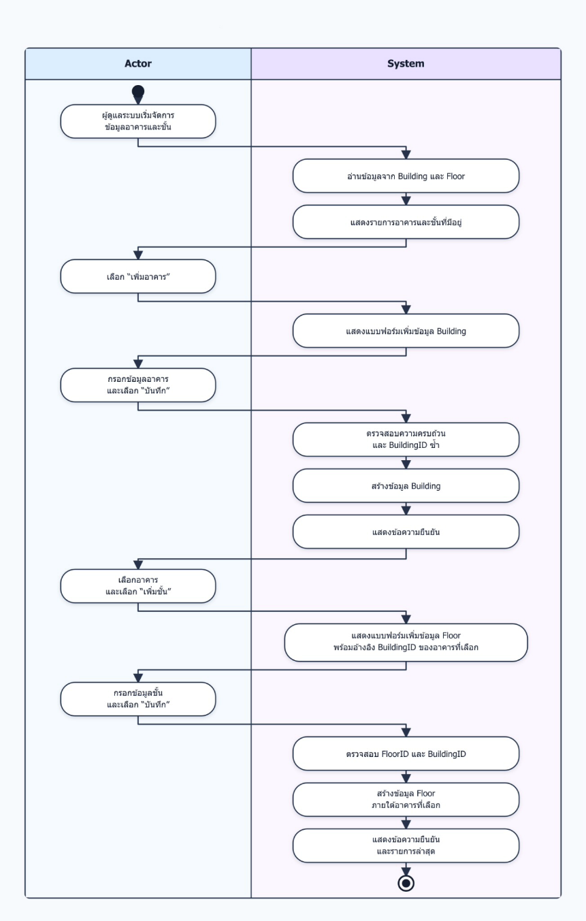 Actor
System
ผู้ดูแลระบบเริ่มจัดการ
ข้อมูลอาคารและชั้น
อ่านข้อมูลจาก Building และ Floor
แสดงรายการอาคารและชั้นที่มีอยู่
เลือก "เพิ่มอาคาร"
แสดงแบบฟอร์มเพิ่มข้อมูล Building
กรอกข้อมูลอาคาร
และเลือก "บันทึก"
ตรวจสอบความครบถ้วน
และ BuildingID ซ้ำ
สร้างข้อมูล Building
แสดงข้อความยืนยัน
เลือกอาคาร
และเลือก "เพิ่มชั้น"
แสดงแบบฟอร์มเพิ่มข้อมูล Floor
พร้อมอ้างอิง BuildingID ของอาคารที่เลือก
กรอกข้อมูลชั้น
และเลือก "บันทึก"
ตรวจสอบ FloorID และ BuildingID
สร้างข้อมูล Floor
ภายใต้อาคารที่เลือก
แสดงข้อความยืนยัน
และรายการล่าสุด